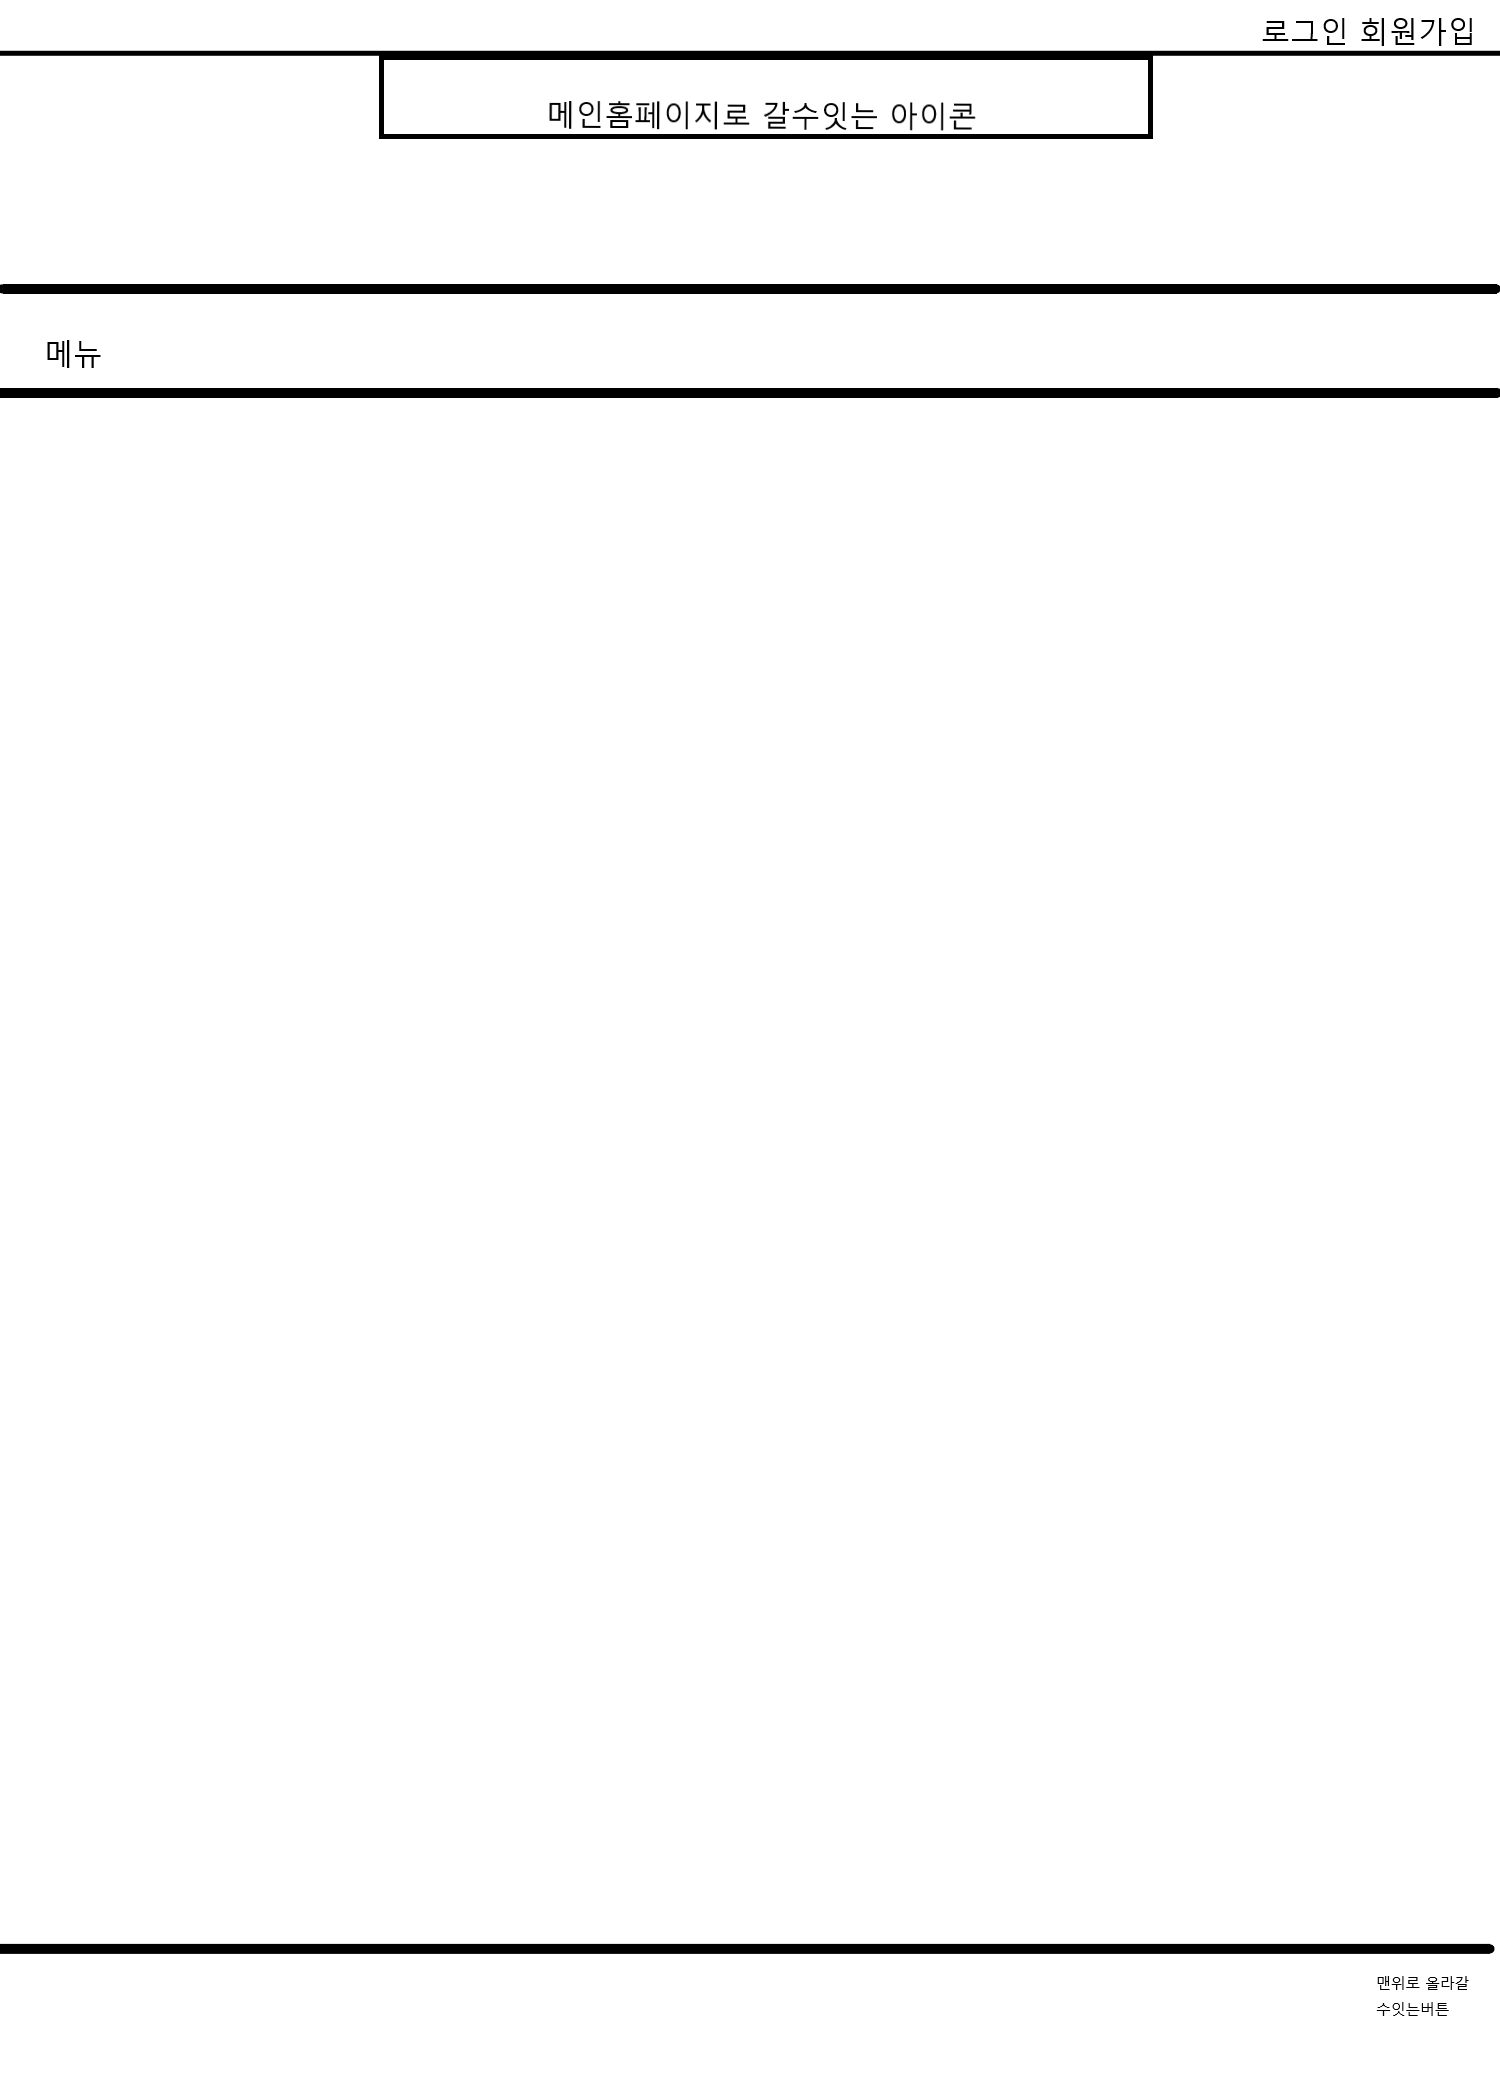 로그인 회원가입
메인홈페이지로 갈수잇는 아이콘
메뉴
맨위로 올라갈
수잇는버튼